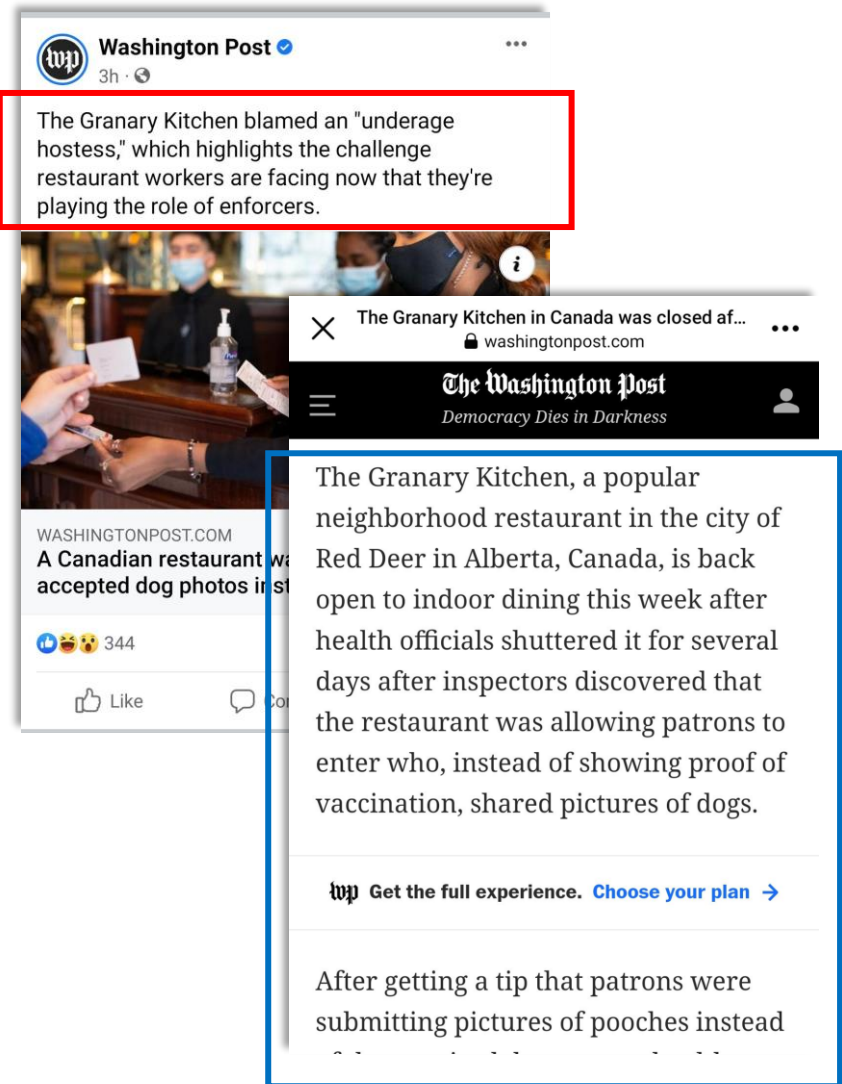 Washington Post
3h
The Granary Kitchen blamed an "underage
hostess," which highlights the challenge
restaurant workers are facing now that they're
playing the role of enforcers.
WASHINGTONPOST.COM
A Canadian restaurant
accepted dog photos
344
Like
The Granary Kitchen in Canada was closed af...
washingtonpost.com
The Washington Post
Democracy Dies in Darkness
The Granary Kitchen, a popular
neighborhood restaurant in the city of
Red Deer in Alberta, Canada, is back
open to indoor dining this week after
health officials shuttered it for several
days after inspectors discovered that
the restaurant was allowing patrons to
enter who, instead of showing proof of
vaccination, shared pictures of dogs.
wp Get the full experience. Choose your plan →
After getting a tip that patrons were
submitting pictures of pooches instead